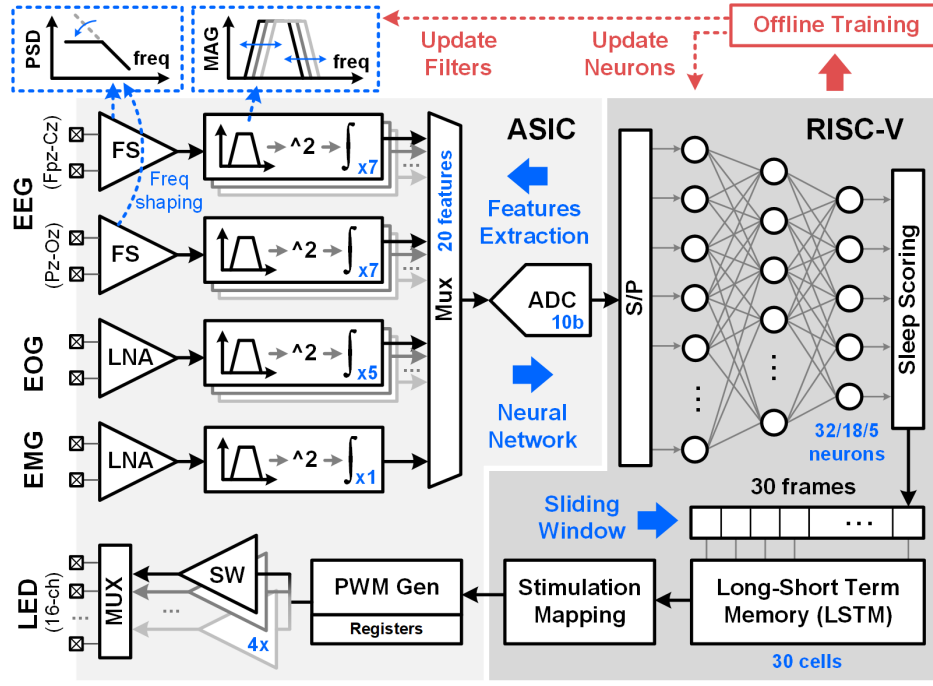 PSD
freq
MAG
freq
Update
Filters
Update
Neurons
Offline Training
ASIC
RISC-V
EEG
(Fpz-Cz)
FS
^2
x7
...
Freq
shaping
(Pz-Oz)
FS
^2
x7
...
EOG
LNA
^2
x5
...
EMG
LNA
^2
x1
Mux
20 features
Features
Extraction
ADC
10b
Neural
Network
S/P
...
...
Sleep Scoring
32/18/5
neurons
Sliding
Window
30 frames
...
LED
(16-ch)
...
MUX
SW
...
4x
PWM Gen
Registers
Stimulation
Mapping
Long-Short Term
Memory (LSTM)
30 cells